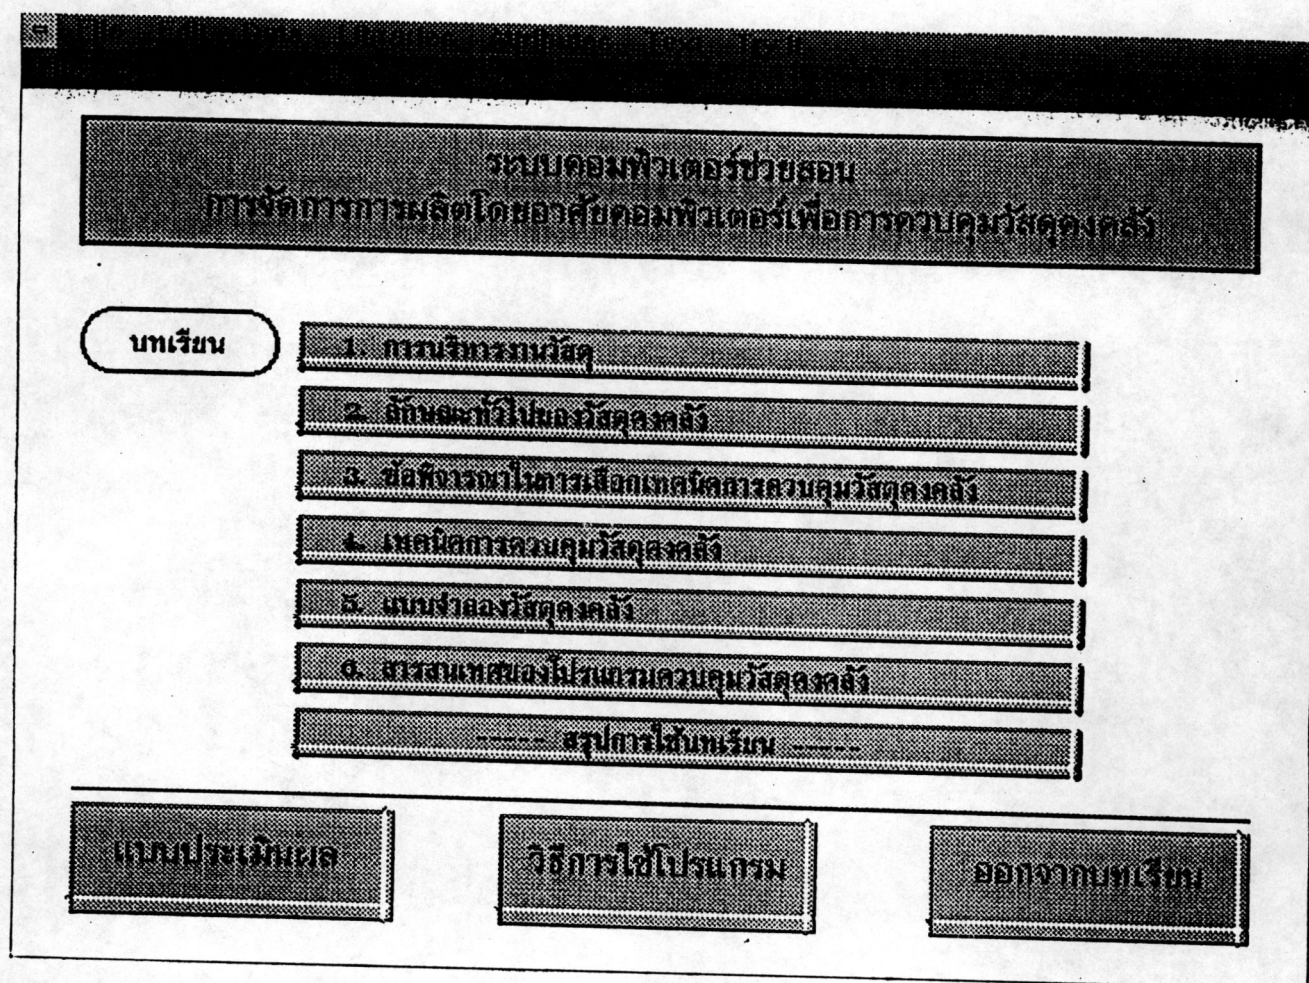 File Edit Data Libraries Attributes Text
ระบบคอมพิวเตอร์ช่วยสอน
การจัดการการผลิตโดยอาศัยคอมพิวเตอร์เพื่อการควบคุมวัสดุคงคลัง
บทเรียน
1. การบริหารงานวัสดุ
2. ลักษณะทั่วไปของวัสดุคงคลัง
3. ข้อพิจารณาในการเลือกเทคนิคการควบคุมวัสดุคงคลัง
4. เทคนิคการควบคุมวัสดุคงคลัง
5. แบบจำลองวัสดุคงคลัง
6. สารสนเทศของโปรแกรมควบคุมวัสดุคงคลัง
----- สรุปการใช้บทเรียน -----
แบบประเมินผล
วิธีการใช้โปรแกรม
ออกจากบทเรียน